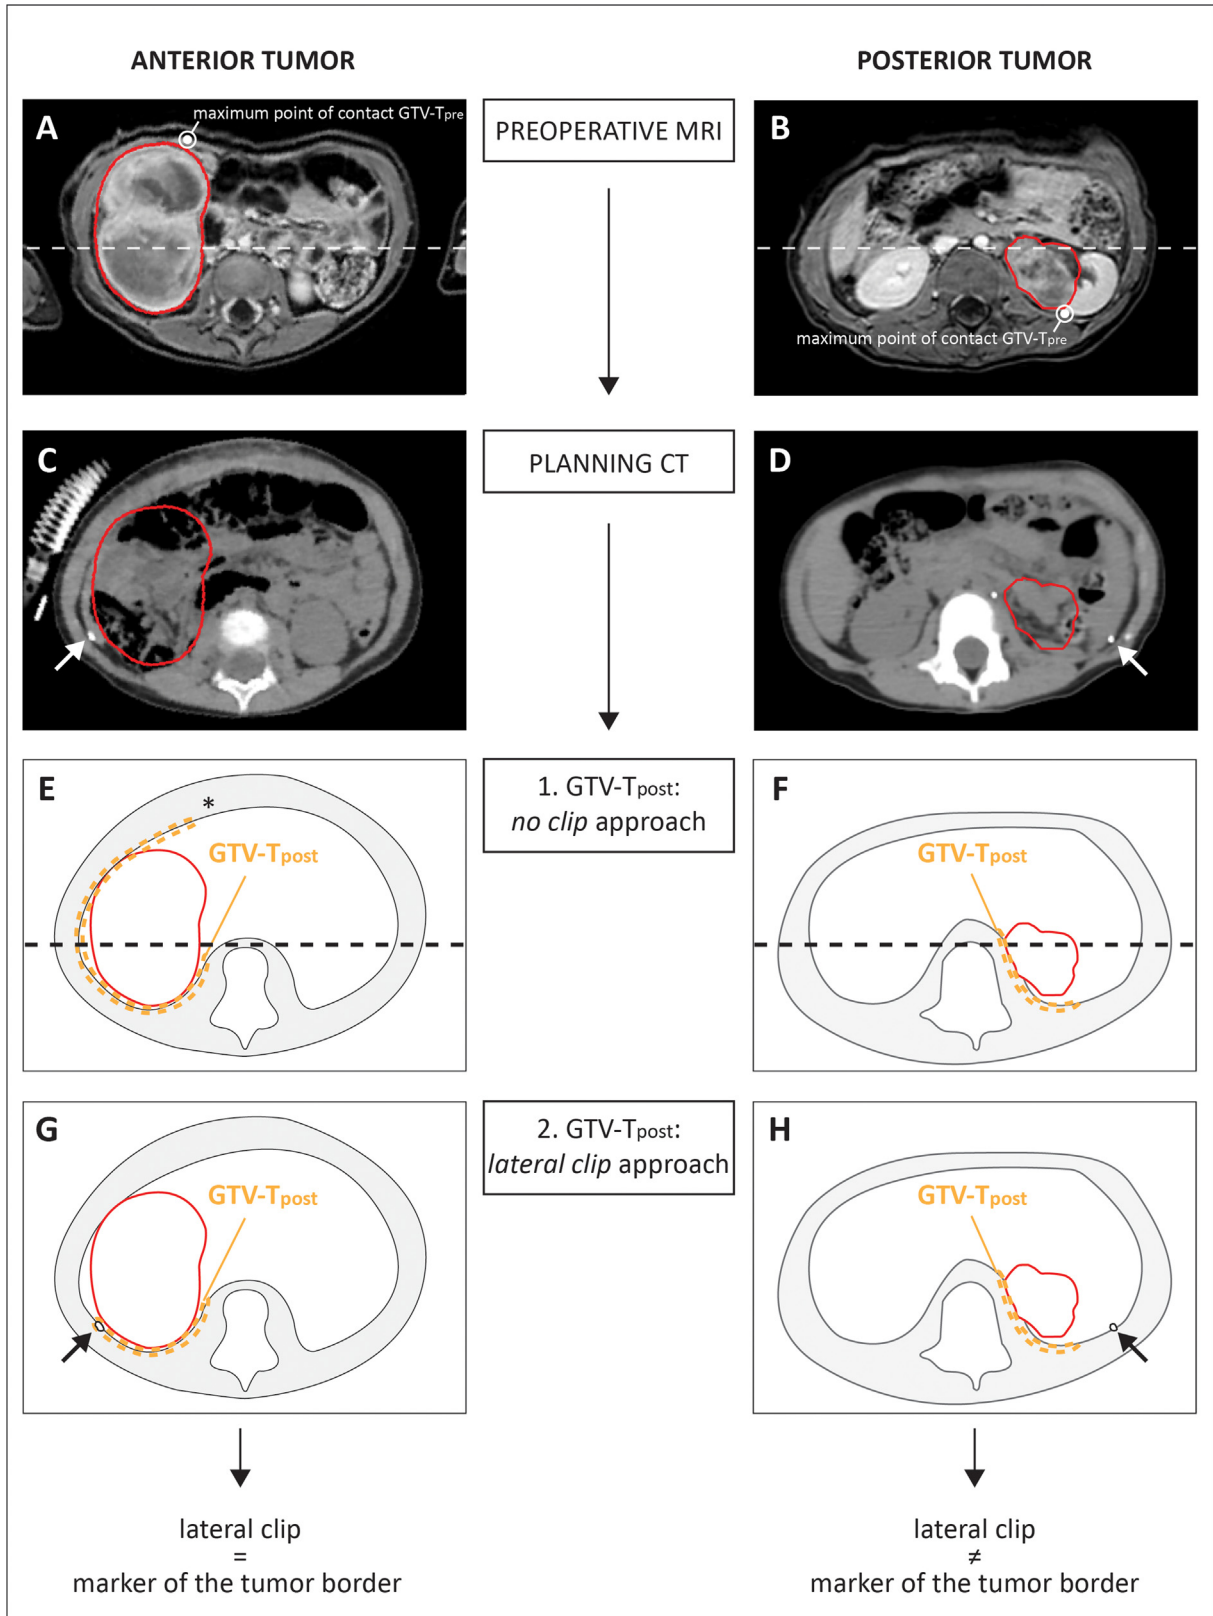 ANTERIOR TUMOR
POSTERIOR TUMOR
A
maximum point of contact GTV-Tpre
PREOPERATIVE MRI
B
maximum point of contact GTV-Tpre
C
PLANNING CT
D
E
*
GTV-Tpost
1. GTV-Tpost:
no clip approach
F
GTV-Tpost
G
GTV-Tpost
2. GTV-Tpost:
lateral clip approach
H
GTV-Tpost
lateral clip
=
marker of the tumor border
lateral clip
≠
marker of the tumor border